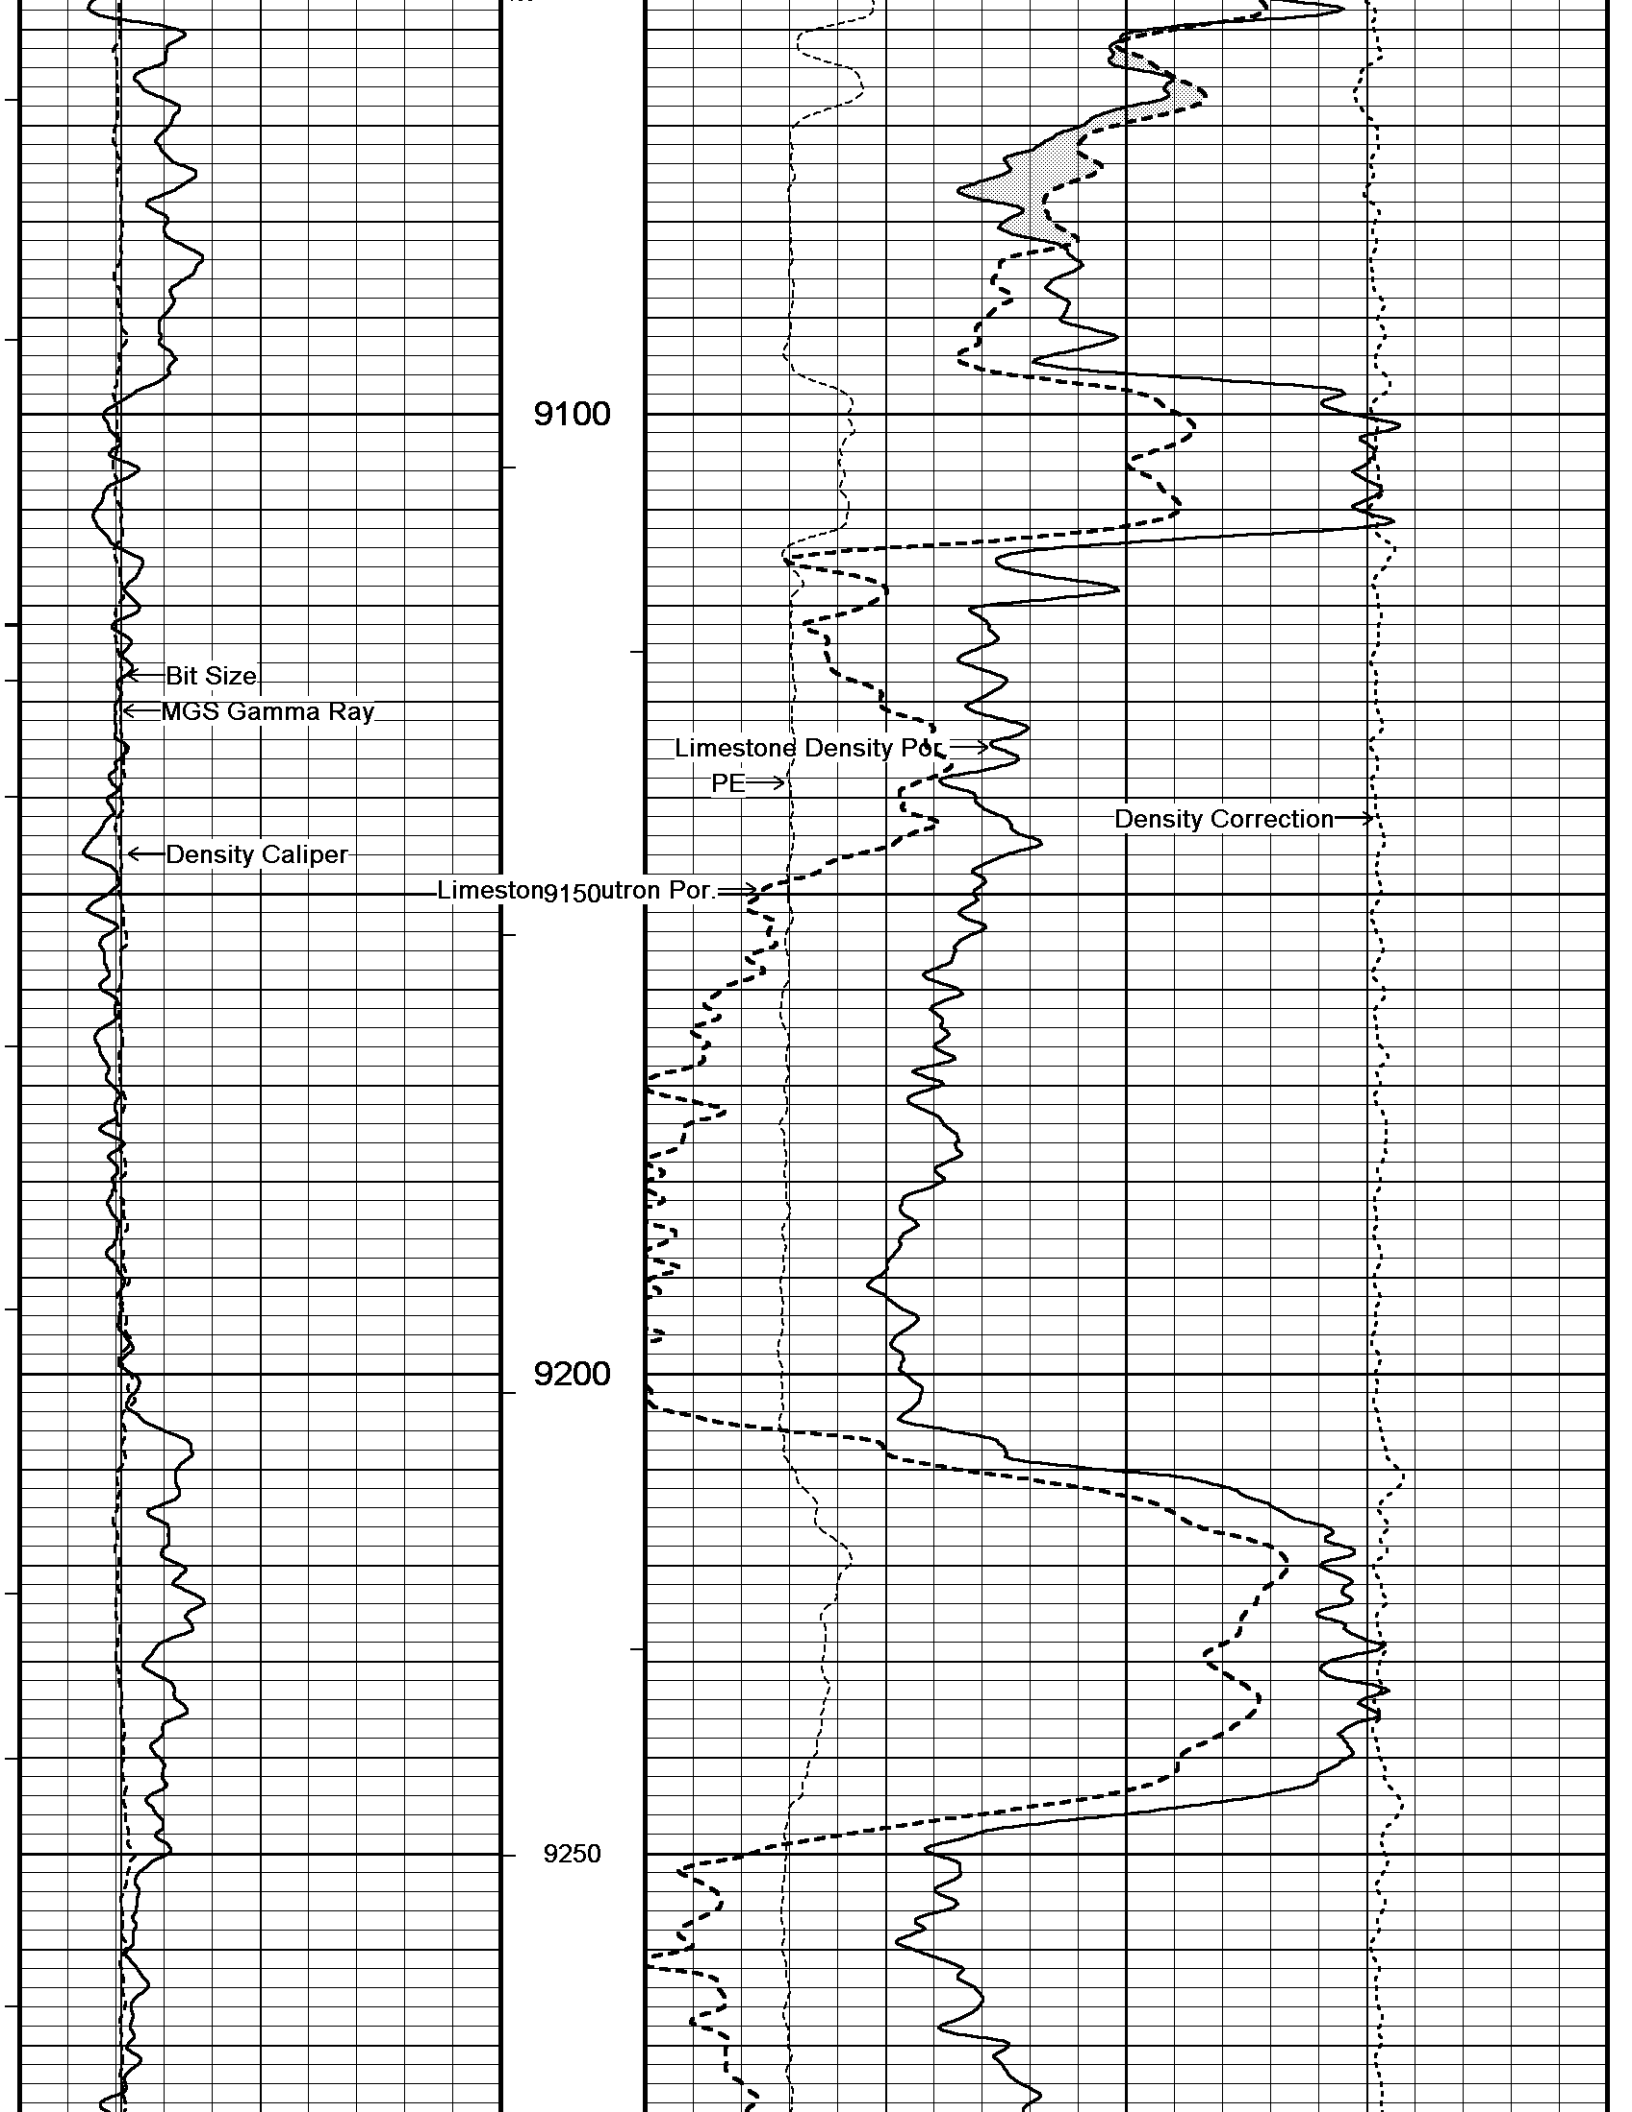 9100
Bit Size
MGS Gamma Ray
Limestone Density Por.
PE
Density Correction
Density Caliper
Limeston9150utron Por.
9200
9250